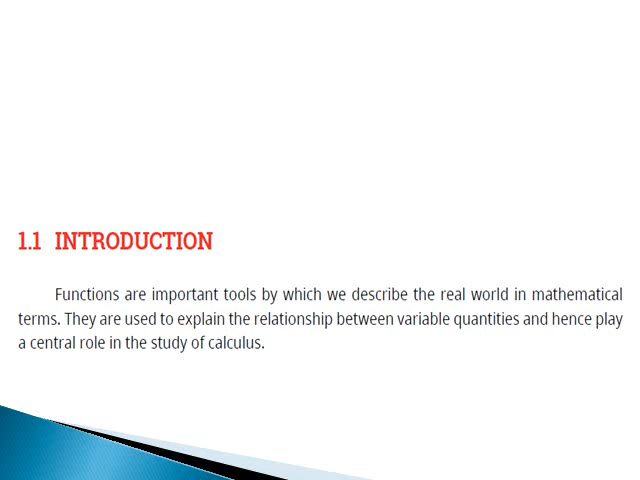 1.1 INTRODUCTION
Functions are important tools by which we describe the real world in mathematical
terms. They are used to explain the relationship between variable quantities and hence play
a central role in the study of calculus.